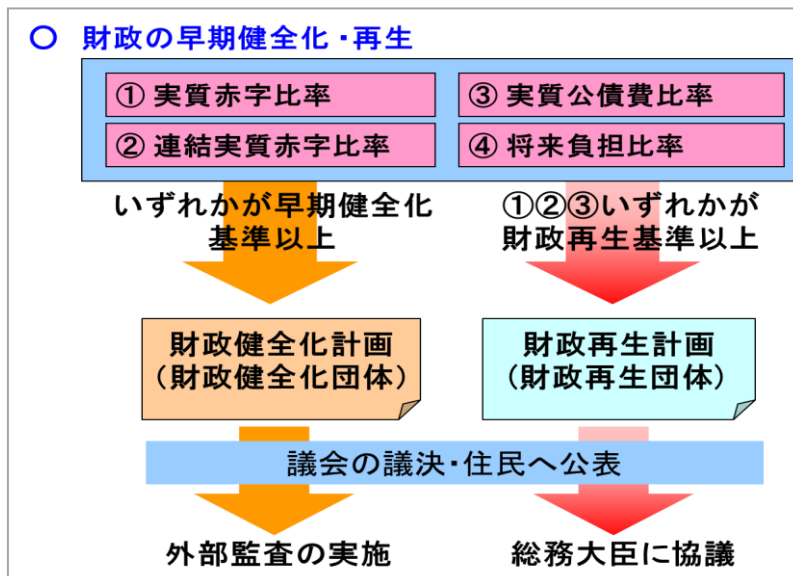 ○ 財政の早期健全化・再生
① 実質赤字比率
② 連結実質赤字比率
③ 実質公債費比率
④ 将来負担比率
いずれかが早期健全化
基準以上
①②③いずれかが
財政再生基準以上
財政健全化計画
(財政健全化団体)
財政再生計画
(財政再生団体)
議会の議決・住民へ公表
外部監査の実施
総務大臣に協議